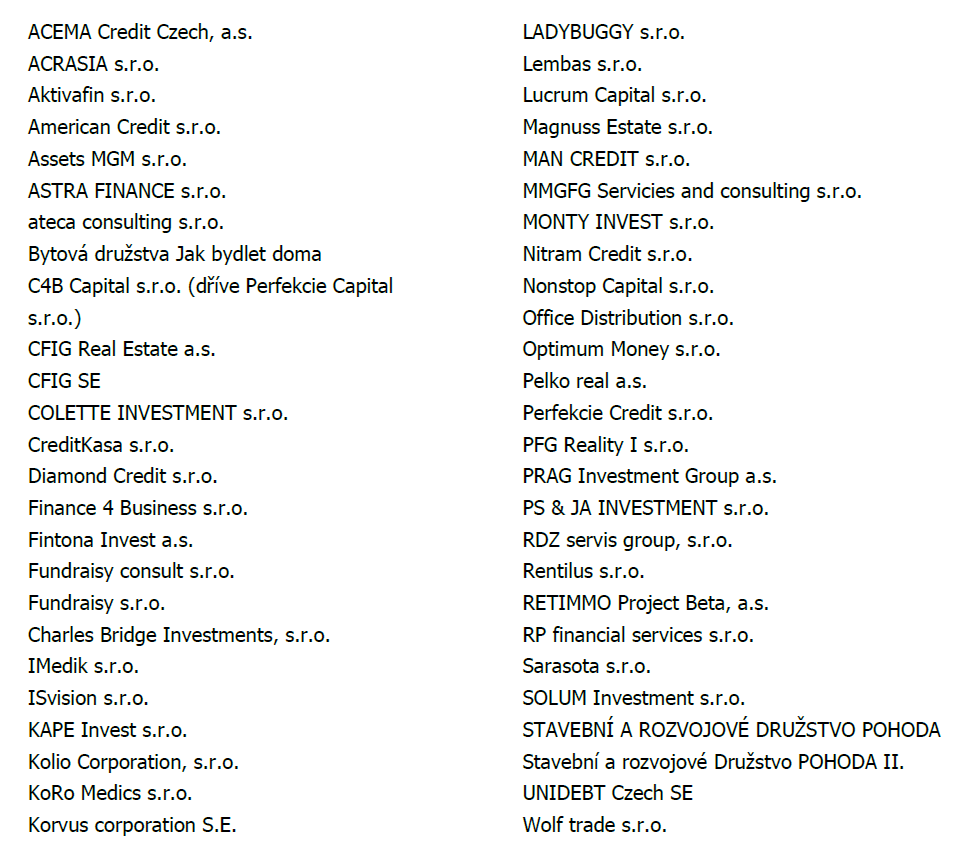 ACEMA Credit Czech, a.s.
ACRASIA s.r.o.
Aktivafin s.r.o.
American Credit s.r.o.
Assets MGM s.r.o.
ASTRA FINANCE s.r.o.
ateca consulting s.r.o.
Bytová družstva Jak bydlet doma
C4B Capital s.r.o. (dříve Perfekcie Capital
s.r.o.)
CFIG Real Estate a.s.
CFIG SE
COLETTE INVESTMENT s.r.o.
CreditKasa s.r.o.
Diamond Credit s.r.o.
Finance 4 Business s.r.o.
Fintona Invest a.s.
Fundraisy consult s.r.o.
Fundraisy s.r.o.
Charles Bridge Investments, s.r.o.
IMedik s.r.o.
ISvision s.r.o.
KAPE Invest s.r.o.
Kolio Corporation, s.r.o.
KoRo Medics s.r.o.
Korvus corporation S.E.
LADYBUGGY s.r.o.
Lembas s.r.o.
Lucrum Capital s.r.o.
Magnuss Estate s.r.o.
MAN CREDIT s.r.o.
MMGFG Servicies and consulting s.r.o.
MONTY INVEST s.r.o.
Nitram Credit s.r.o.
Nonstop Capital s.r.o.
Office Distribution s.r.o.
Optimum Money s.r.o.
Pelko real a.s.
Perfekcie Credit s.r.o.
PFG Reality I s.r.o.
PRAG Investment Group a.s.
PS & JA INVESTMENT s.r.o.
RDZ servis group, s.r.o.
Rentilus s.r.o.
RETIMMO Project Beta, a.s.
RP financial services s.r.o.
Sarasota s.r.o.
SOLUM Investment s.r.o.
STAVEBNÍ A ROZVOJOVÉ DRUŽSTVO POHODA
Stavební a rozvojové Družstvo POHODA II.
UNIDEBT Czech SE
Wolf trade s.r.o.